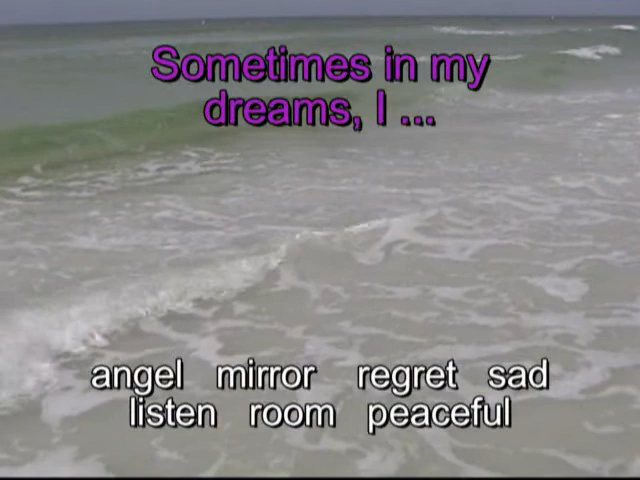 Sometimes in my
dreams, I ...
angel mirror regret sad
listen room peaceful